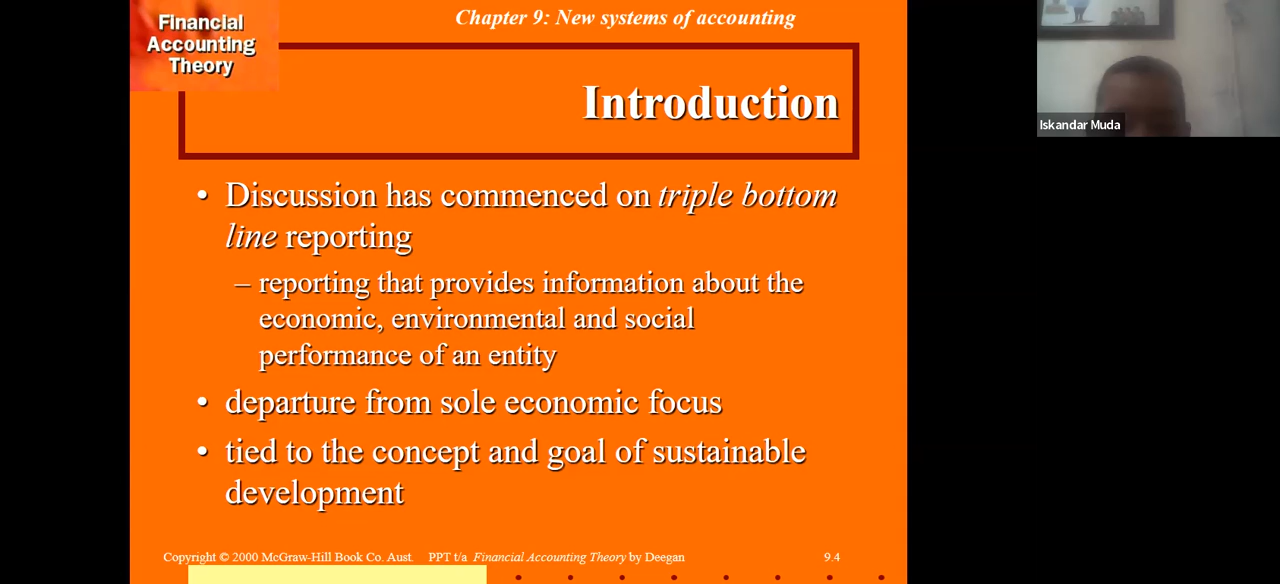 Financial
Accounting
Theory
Chapter 9: New systems of accounting
Introduction
Iskandar Muda
• Discussion has commenced on triple bottom
line reporting
– reporting that provides information about the
economic, environmental and social
performance of an entity
• departure from sole economic focus
• tied to the concept and goal of sustainable
development
Copyright © 2000 McGraw-Hill Book Co. Aust. PPT t/a Financial Accounting Theory by Deegan 9.4